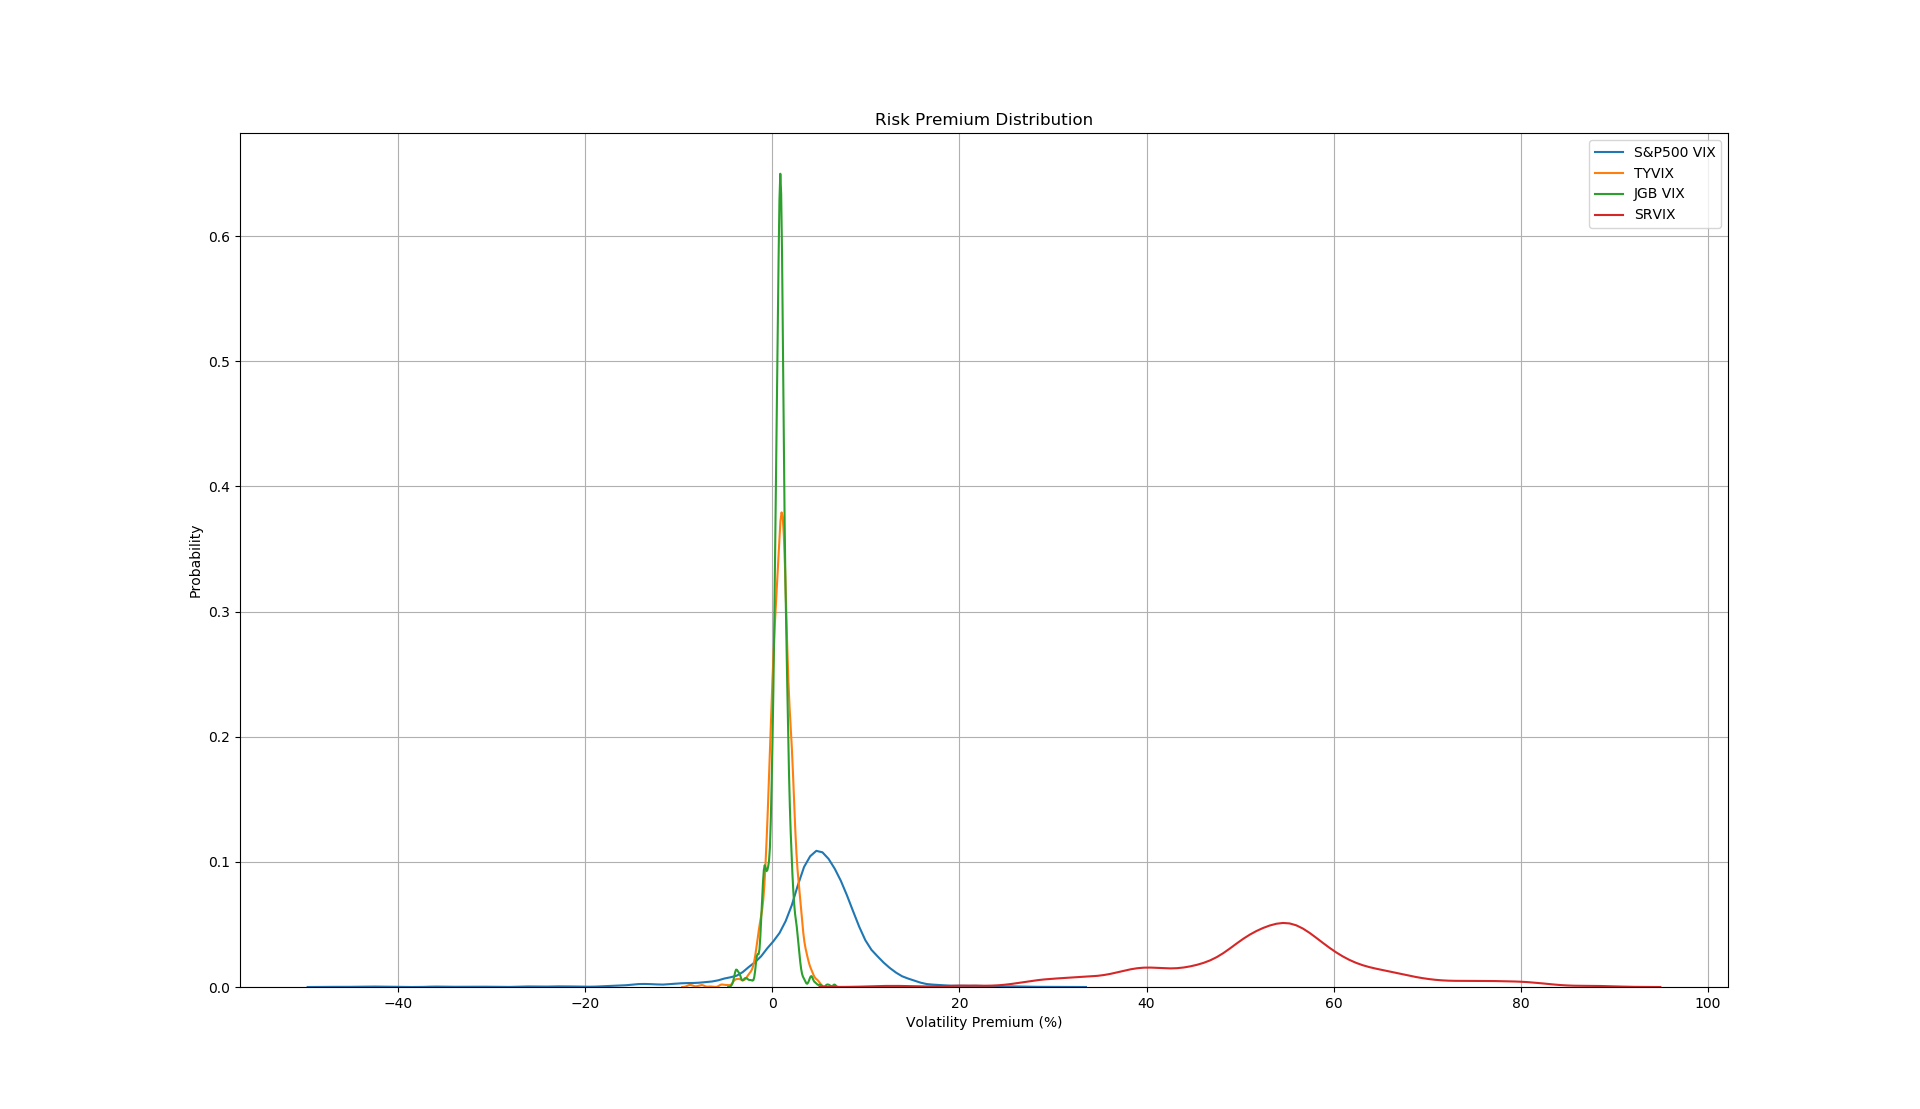 Risk Premium Distribution
S&P500 VIX
TYVIX
JGB VIX
SRVIX
Probability
0.6
0.5
0.4
0.3
0.2
0.1
0.0
−40 −20 0 20 40 60 80 100
Volatility Premium (%)